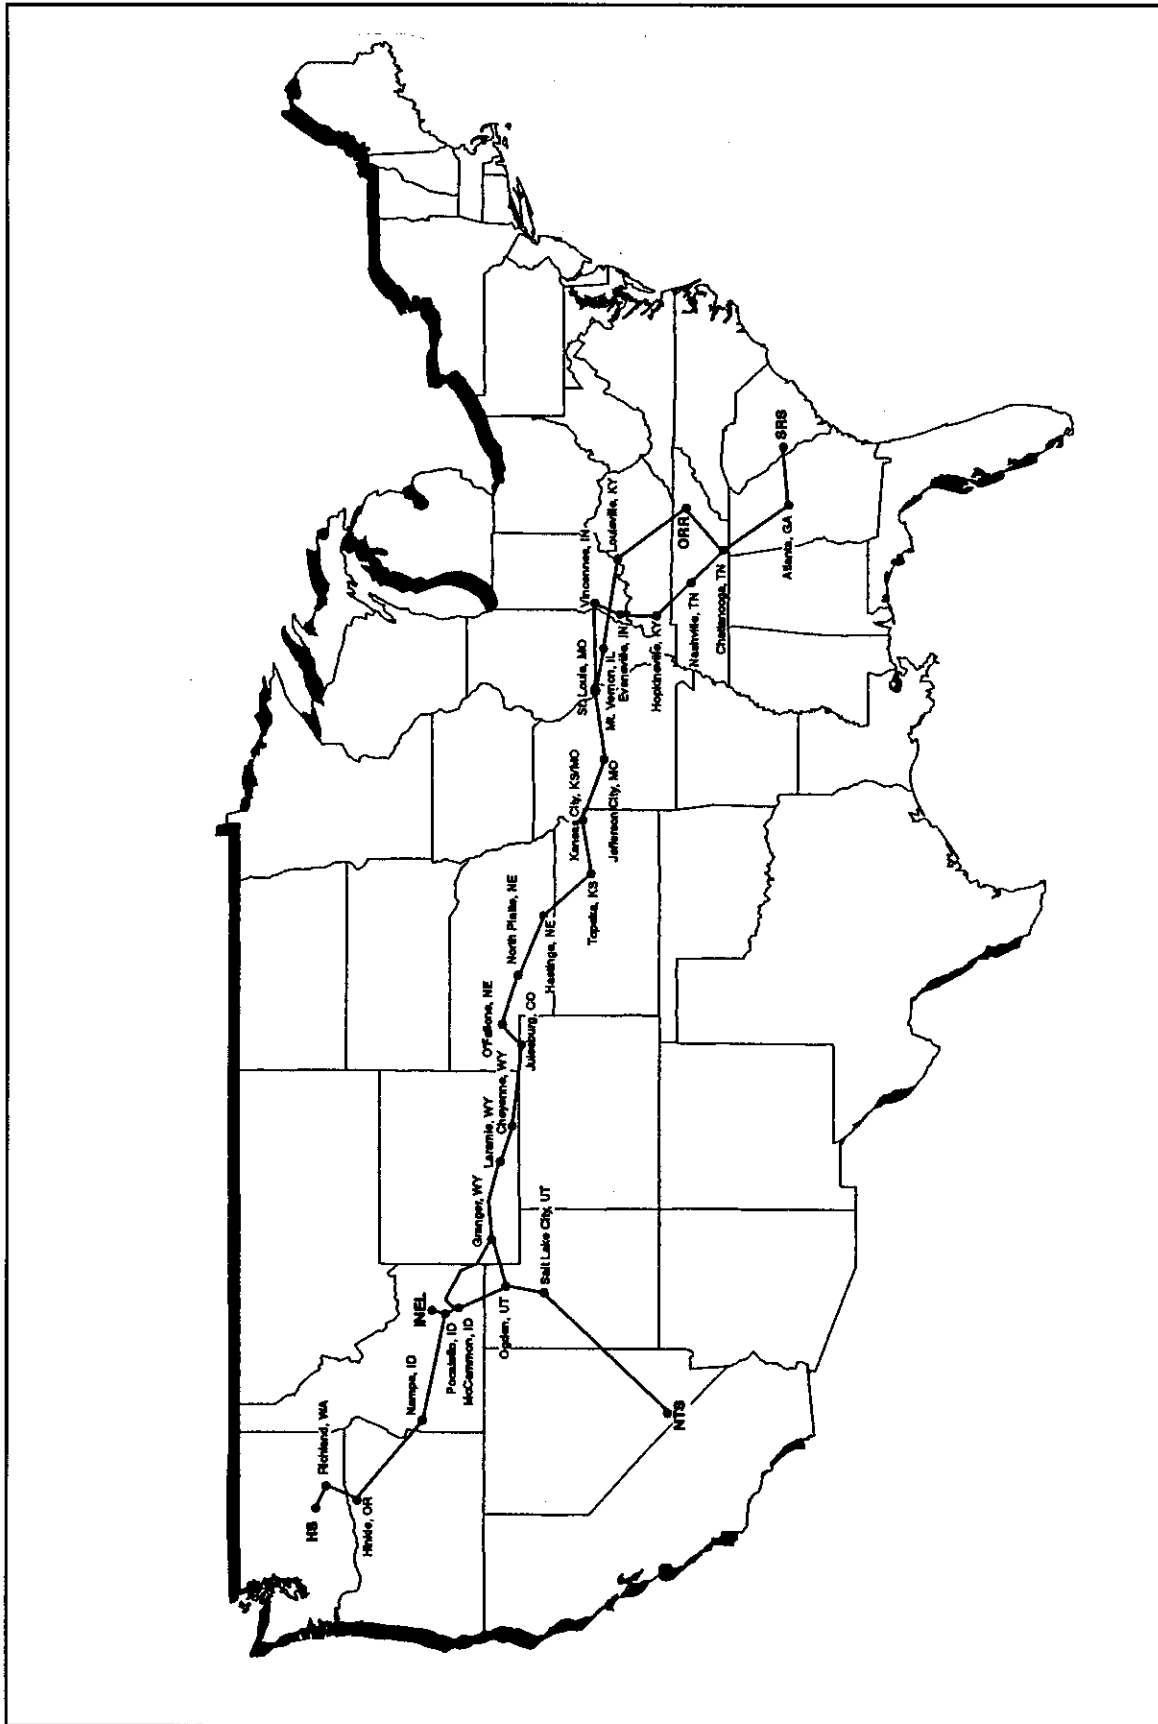 HS
Richland, WA
Hinkle, OR
Nampa, ID
INEL
Pocatello, ID
McCammon, ID
Ogden, UT
Salt Lake City, UT
NTS
Granger, WY
Laramie, WY
Cheyenne, WY
Julesburg, CO
O'Fallons, NE
North Platte, NE
Hastings, NE
Topeka, KS
Kansas City, KS/MO
Jefferson City, MO
St. Louis, MO
Mt. Vernon, IL
Evansville, IN
Vincennes, IN
Louisville, KY
Hopkinsville, KY
Nashville, TN
Chattanooga, TN
ORR
Atlanta, GA
SRS